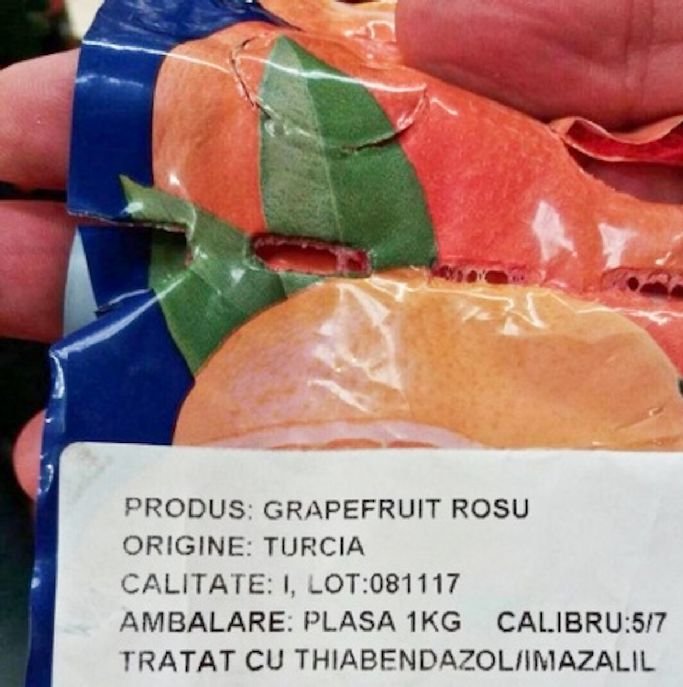 PRODUS: GRAPEFRUIT ROSU
ORIGINE: TURCIA
CALITATE: I, LOT:081117
AMBALARE: PLASA 1KG CALIBRU:5/7
TRATAT CU THIABENDAZOL/IMAZALIL